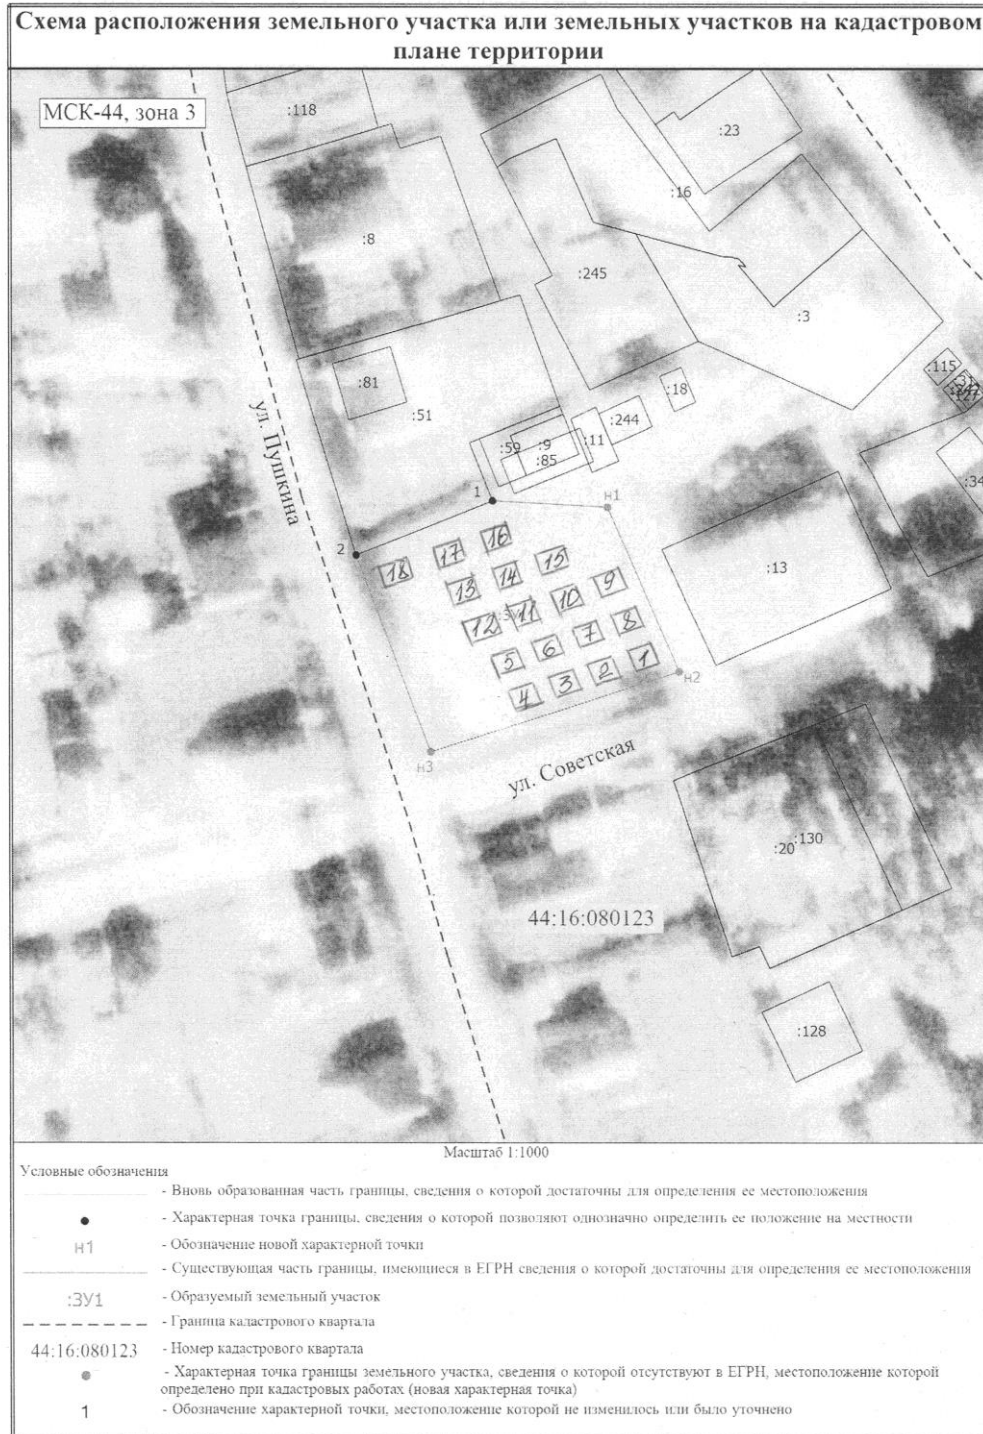 Схема расположения земельного участка или земельных участков на кадастровом
плане территории
МСК-44, зона 3
:118
:23
:16
:8
:245
:3
:115
:81
:51
:18
:244
:59
:9
:11
:85
:34
ул. Пушкина
1
н1
2
16
17
18
15
14
13
:13
9
10
11
12
8
7
6
5
1
2
3
4
н2
н3
ул. Советская
:20
:130
44:16:080123
:128
Масштаб 1:1000
Условные обозначения
- Вновь образованная часть границы, сведения о которой достаточны для определения ее местоположения
- Характерная точка границы, сведения о которой позволяют однозначно определить ее положение на местности
н1 - Обозначение новой характерной точки
- Существующая часть границы, имеющиеся в ЕГРН сведения о которой достаточны для определения ее местоположения
:ЗУ1 - Образуемый земельный участок
- Граница кадастрового квартала
44:16:080123 - Номер кадастрового квартала
- Характерная точка границы земельного участка, сведения о которой отсутствуют в ЕГРН, местоположение которой
определено при кадастровых работах (новая характерная точка)
1 - Обозначение характерной точки, местоположение которой не изменилось или было уточнено